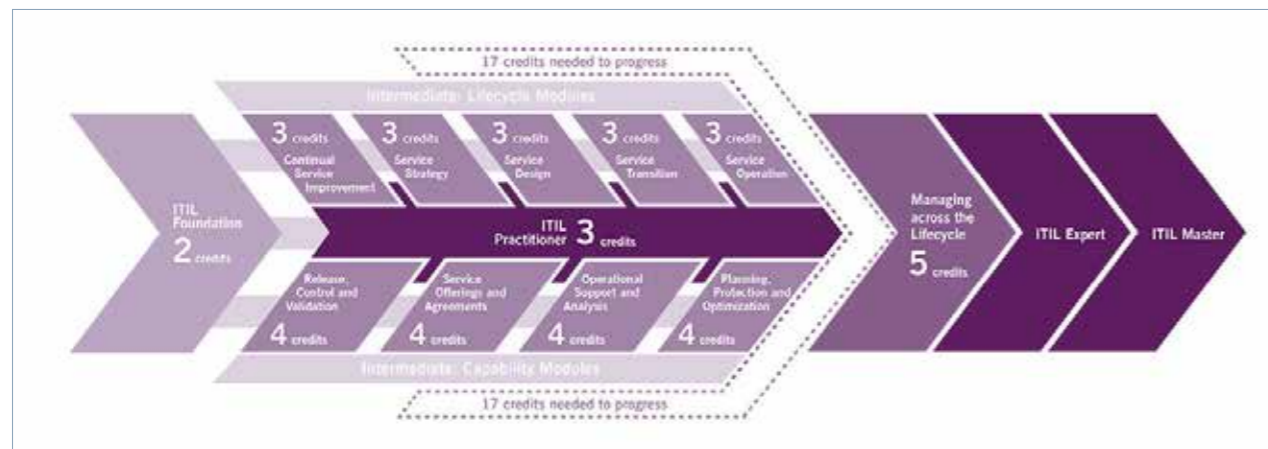 17 credits needed to progress
Intermediate: Lifecycle Modules
ITIL
Foundation
2 credits
3 credits
Continual
Service
Improvement
3 credits
Service
Strategy
3 credits
Service
Design
3 credits
Service
Transition
3 credits
Service
Operation
ITIL
Practitioner 3 credits
Release,
Control and
Validation
4 credits
Service
Offerings and
Agreements
4 credits
Operational
Support and
Analysis
4 credits
Planning,
Protection and
Optimization
4 credits
Intermediate: Capability Modules
17 credits needed to progress
Managing
across the
Lifecycle
5 credits
ITIL Expert
ITIL Master